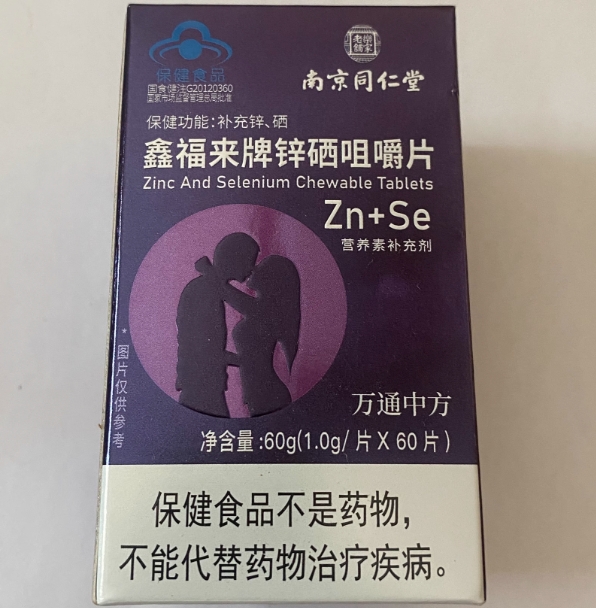 保健食品
国食健注G20120360
国家市场监督管理总局批准
老乐
铺家
南京同仁堂
保健功能:补充锌、硒
鑫福来牌锌硒咀嚼片
Zinc And Selenium Chewable Tablets
Zn+Se
营养素补充剂
*图片仅供参考
万通中方
净含量:60g(1.0g/片X60片)
保健食品不是药物，
不能代替药物治疗疾病。